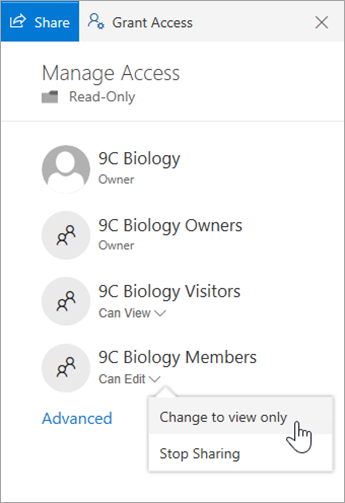 Share Grant Access
Manage Access
Read-Only
9C Biology
Owner
9C Biology Owners
Owner
9C Biology Visitors
Can View
9C Biology Members
Can Edit
Advanced
Change to view only
Stop Sharing